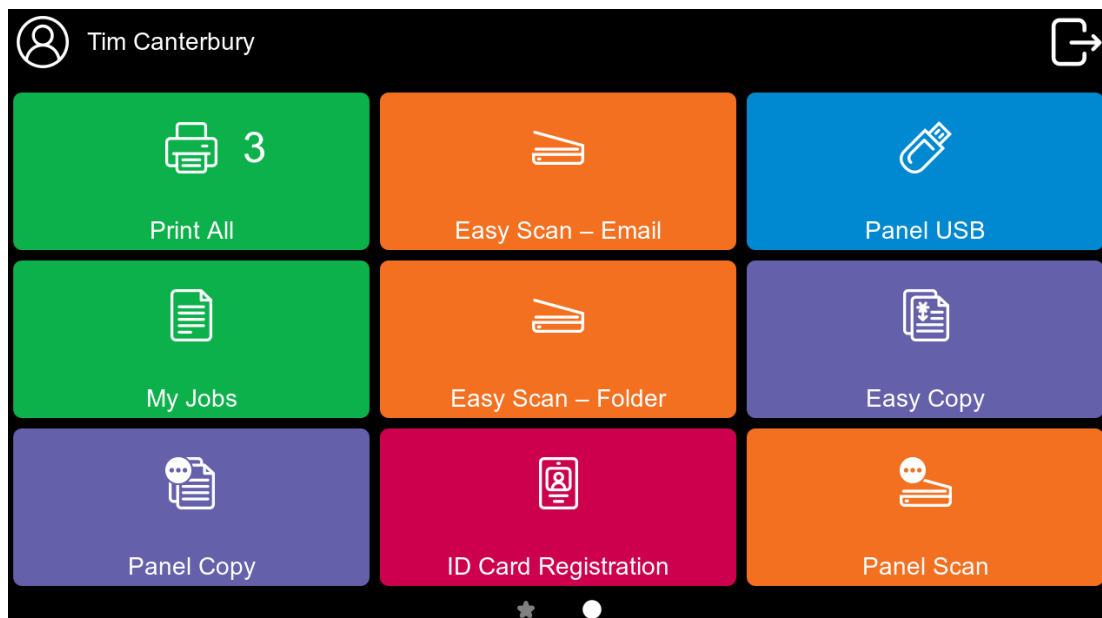 Tim Canterbury
3
Print All
Easy Scan – Email
Panel USB
My Jobs
Easy Scan – Folder
Easy Copy
Panel Copy
ID Card Registration
Panel Scan